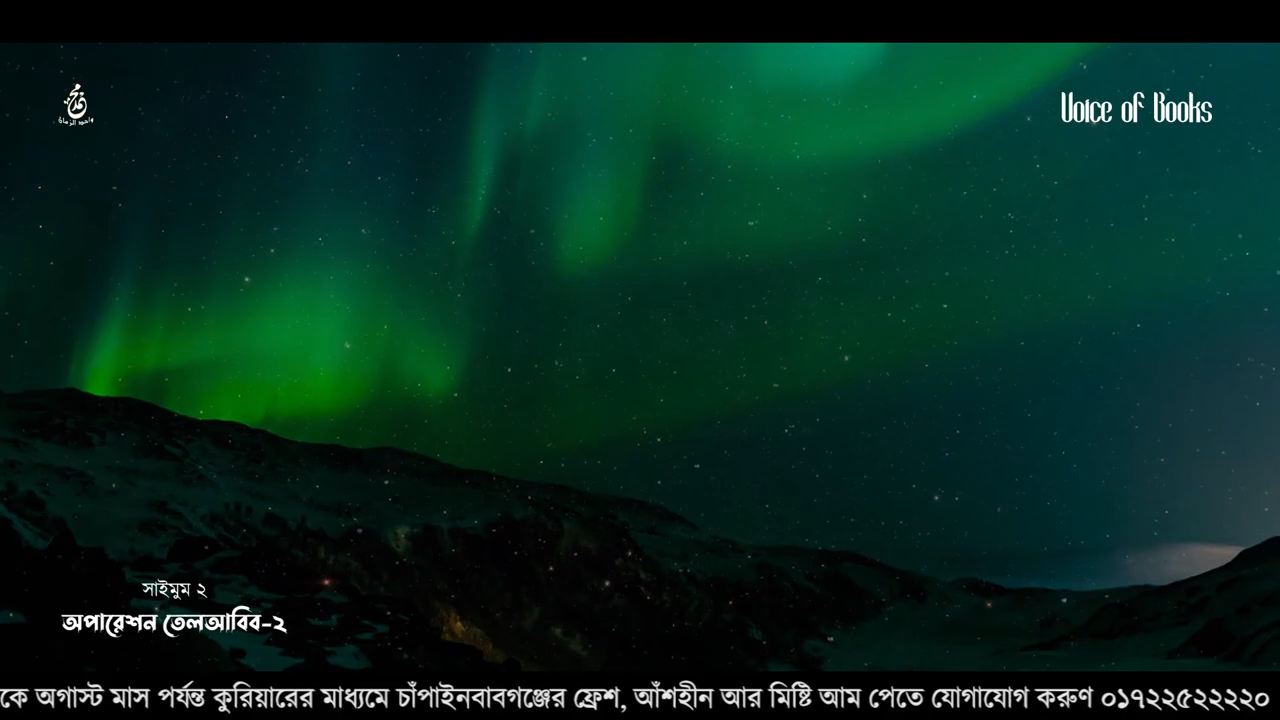 Voice of Books
সাইমুম ২
অপারেশন তেলআবিব-২
কে অগাস্ট মাস পর্যন্ত কুরিয়ারের মাধ্যমে চাঁপাইনবাবগঞ্জের ফ্রেশ, আঁশহীন আর মিষ্টি আম পেতে যোগাযোগ করুণ ০১৭২২৫২২২২০